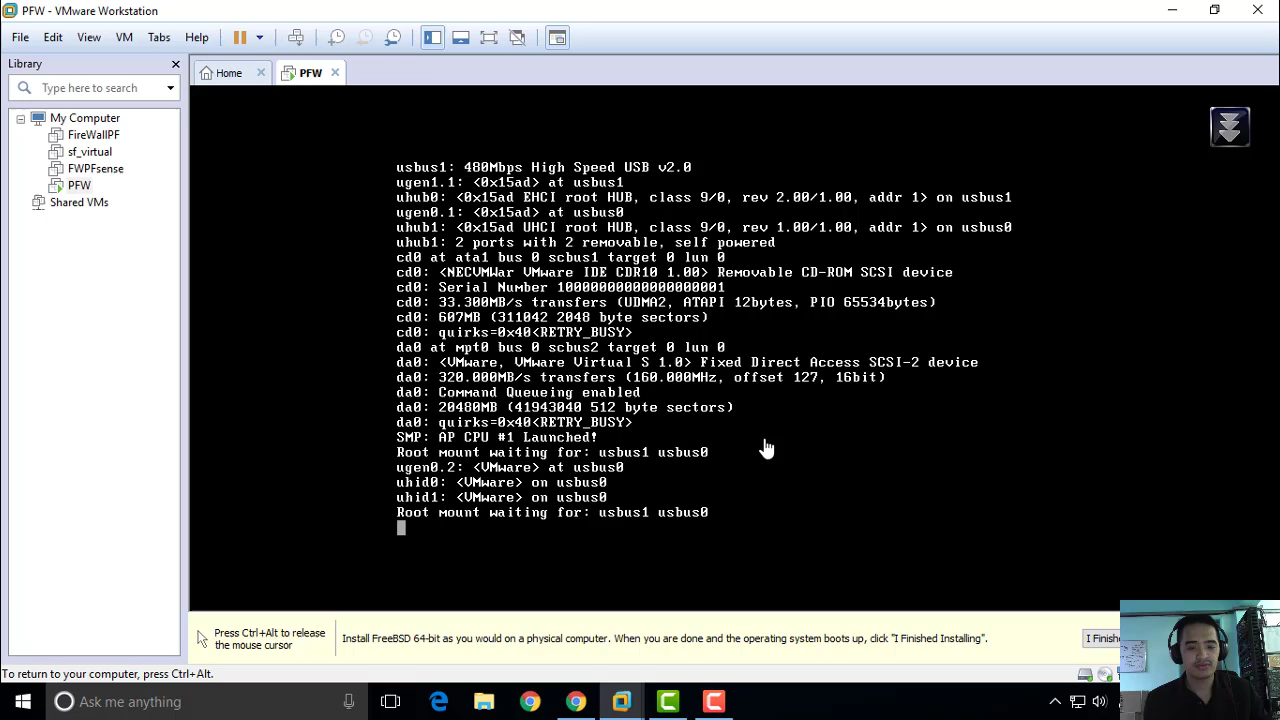 PFW - VMware Workstation
File Edit View VM Tabs Help
Library
Type here to search
Home
PFW
My Computer
FireWallPF
sf_virtual
FWPFsense
PFW
Shared VMs
usbus1: 480Mbps High Speed USB v2.0
ugen1.1: <0x15ad> at usbus1
uhub0: <0x15ad EHCI root HUB, class 9/0, rev 2.00/1.00, addr 1> on usbus1
ugen0.1: <0x15ad> at usbus0
uhub1: <0x15ad UHCI root HUB, class 9/0, rev 1.00/1.00, addr 1> on usbus0
uhub1: 2 ports with 2 removable, self powered
cd0 at ata1 bus 0 scbus1 target 0 lun 0
cd0: <NECVMWar VMware IDE CDR10 1.00> Removable CD-ROM SCSI device
cd0: Serial Number 10000000000000000001
cd0: 33.300MB/s transfers (UDMA2, ATAPI 12bytes, PIO 65534bytes)
cd0: 607MB (311042 2048 byte sectors)
cd0: quirks=0x40<RETRY_BUSY>
da0 at mpt0 bus 0 scbus2 target 0 lun 0
da0: <VMware, VMware Virtual S 1.0> Fixed Direct Access SCSI-2 device
da0: 320.000MB/s transfers (160.000MHz, offset 127, 16bit)
da0: Command Queueing enabled
da0: 20480MB (41943040 512 byte sectors)
da0: quirks=0x40<RETRY_BUSY>
SMP: AP CPU #1 Launched!
Root mount waiting for: usbus1 usbus0
ugen0.2: <VMware> at usbus0
uhid0: <VMware> on usbus0
uhid1: <VMware> on usbus0
Root mount waiting for: usbus1 usbus0
Press Ctrl+Alt to release
the mouse cursor
Install FreeBSD 64-bit as you would on a physical computer. When you are done and the operating system boots up, click "I Finished Installing".
I Finish
To return to your computer, press Ctrl+Alt.
Ask me anything